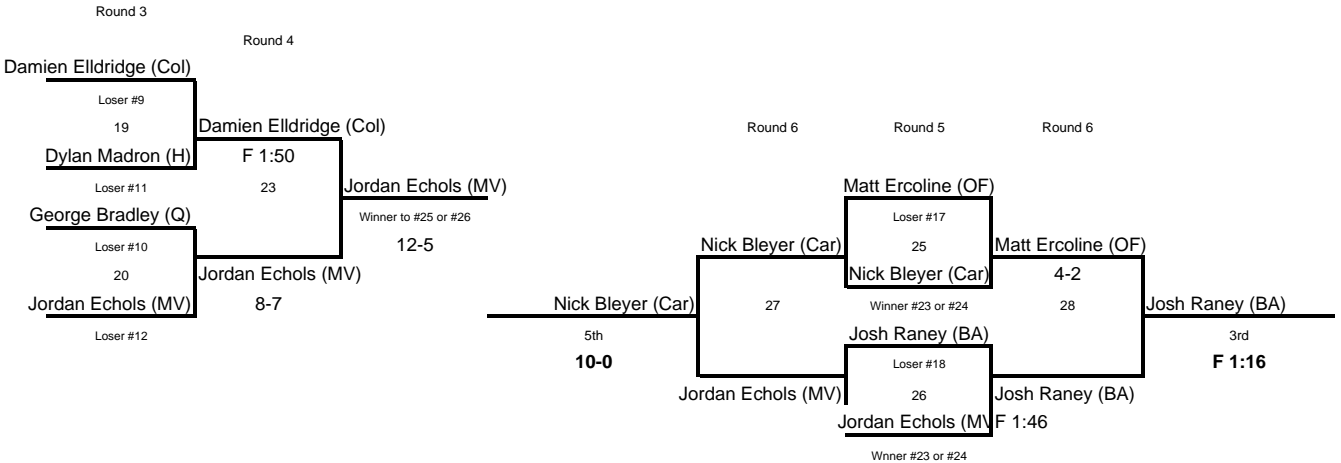 Round 3
Round 4
Damien Elldridge (Col)
Loser #9
19
Damien Elldridge (Col)
Dylan Madron (H)
F 1:50
Loser #11
23
Jordan Echols (MV)
George Bradley (Q)
Winner to #25 or #26
Loser #10
12-5
20
Jordan Echols (MV)
Jordan Echols (MV)
8-7
Loser #12
Round 6
Round 5
Round 6
Matt Ercoline (OF)
Loser #17
Nick Bleyer (Car)
25
Matt Ercoline (OF)
Nick Bleyer (Car)
4-2
Nick Bleyer (Car)
27
Winner #23 or #24
28
Josh Raney (BA)
5th
Josh Raney (BA)
3rd
10-0
Loser #18
F 1:16
Jordan Echols (MV)
26
Josh Raney (BA)
Jordan Echols (MV
F 1:46
Wnner #23 or #24